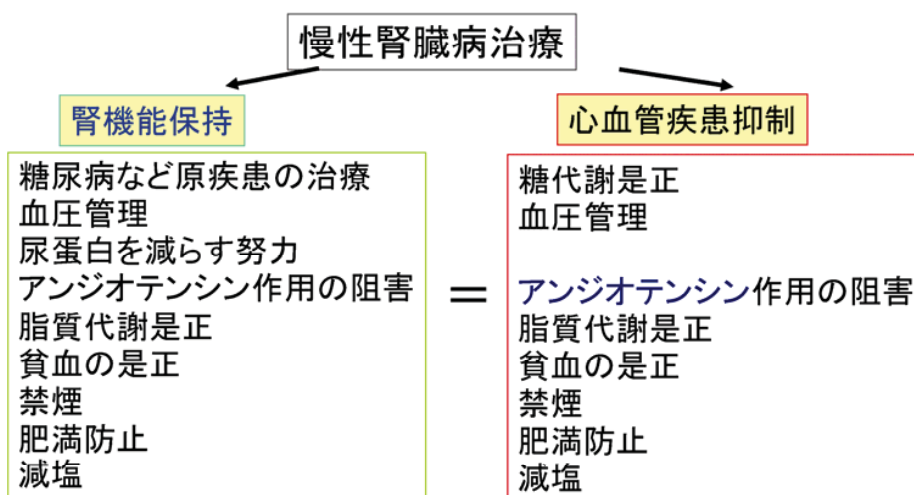 慢性腎臓病治療
腎機能保持
糖尿病など原疾患の治療
血圧管理
尿蛋白を減らす努力
アンジオテンシン作用の阻害
脂質代謝是正
貧血の是正
禁煙
肥満防止
減塩
=
心血管疾患抑制
糖代謝是正
血圧管理
アンジオテンシン作用の阻害
脂質代謝是正
貧血の是正
禁煙
肥満防止
減塩